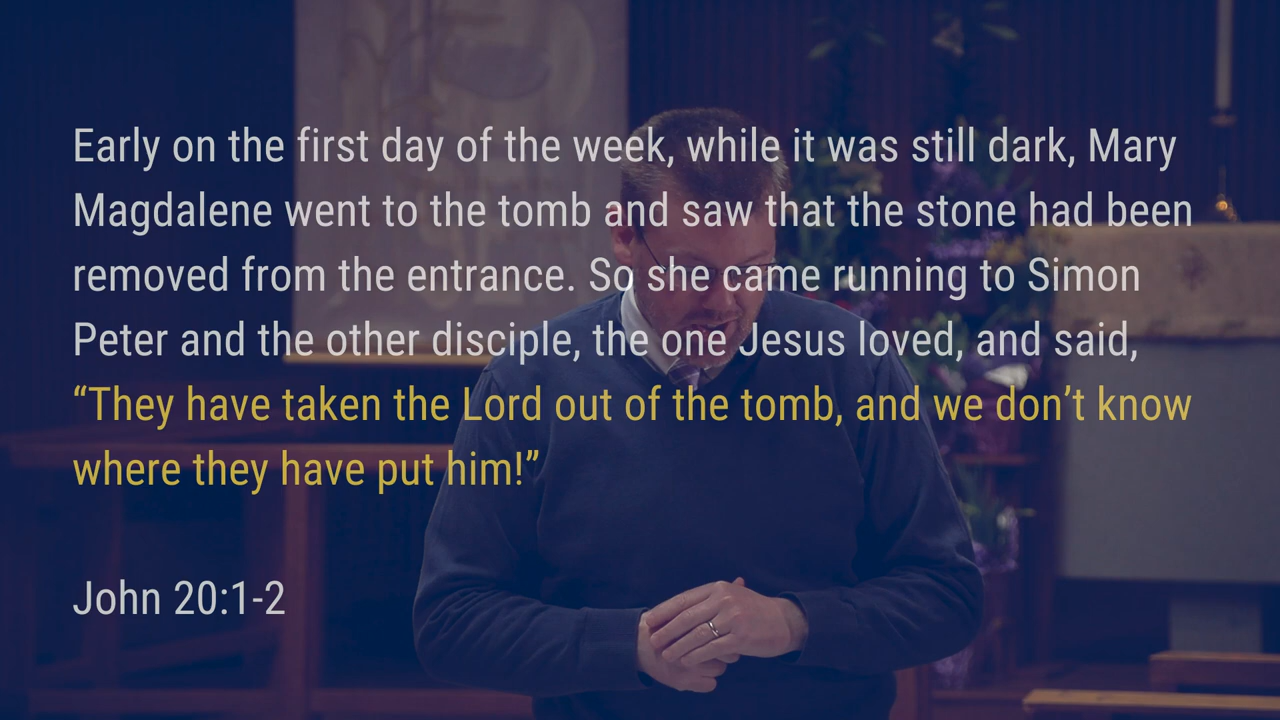 Early on the first day of the week, while it was still dark, Mary
Magdalene went to the tomb and saw that the stone had been
removed from the entrance. So she came running to Simon
Peter and the other disciple, the one Jesus loved, and said,
“They have taken the Lord out of the tomb, and we don’t know
where they have put him!”
John 20:1-2